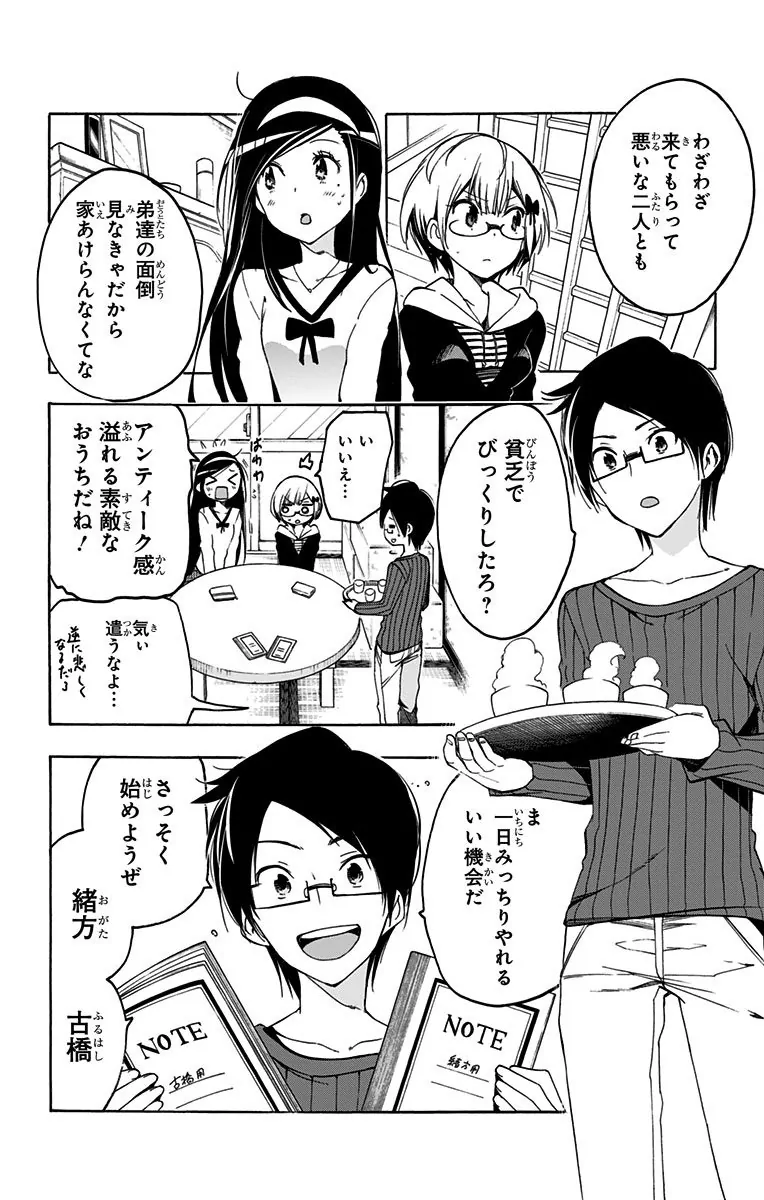 わざわざ
来てもらって
悪いな二人とも
弟達の面倒
見なきゃだから
家あけらんなくてな
貧乏で
びっくりしたろ？
い
いいえ…
ぱわわ
アンティーク感
溢れる素敵な
おうちだね！
気ぃ
遣うなよ…
逆に悲しく
なるだろ
ま
一日みっちりやれる
いい機会だ
さっそく
始めようぜ
緒方
古橋
NOTE
古橋用
NOTE
緒方用